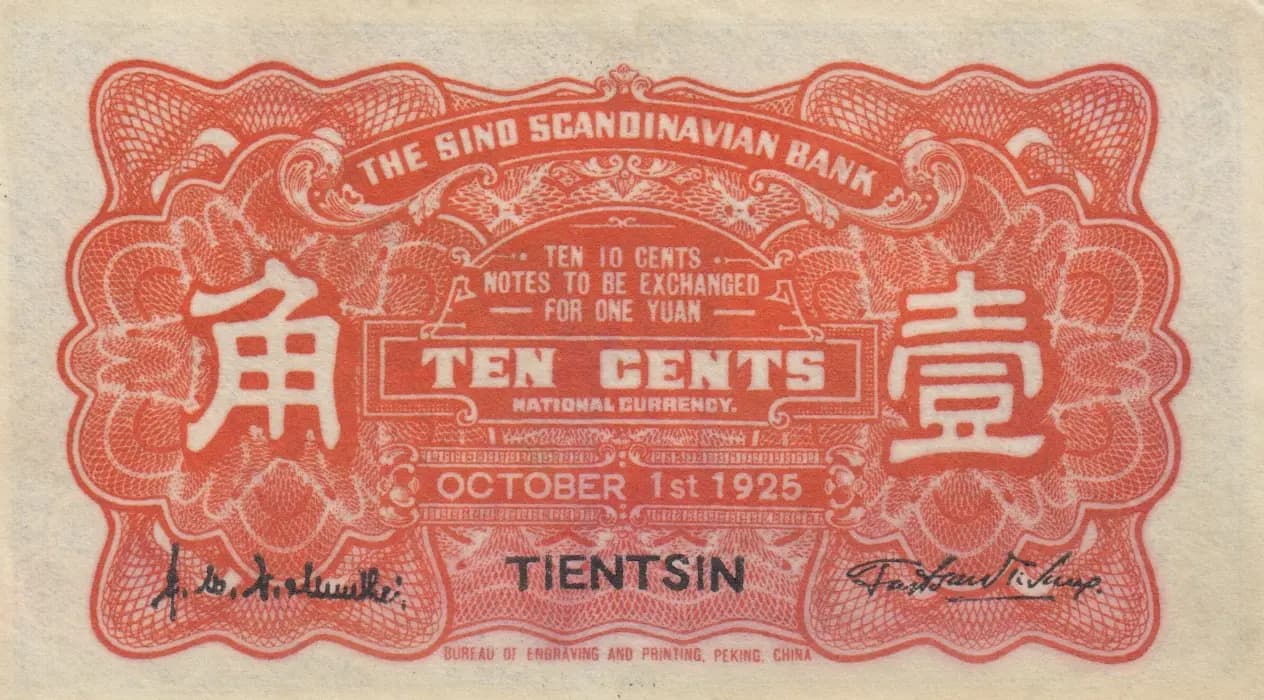 THE SINO SCANDINAVIAN BANK
TEN 10 CENTS
NOTES TO BE EXCHANGED
FOR ONE YUAN
角
壹
TEN CENTS
NATIONAL CURRENCY.
OCTOBER 1st 1925
TIENTSIN
BUREAU OF ENGRAVING AND PRINTING, PEKING, CHINA